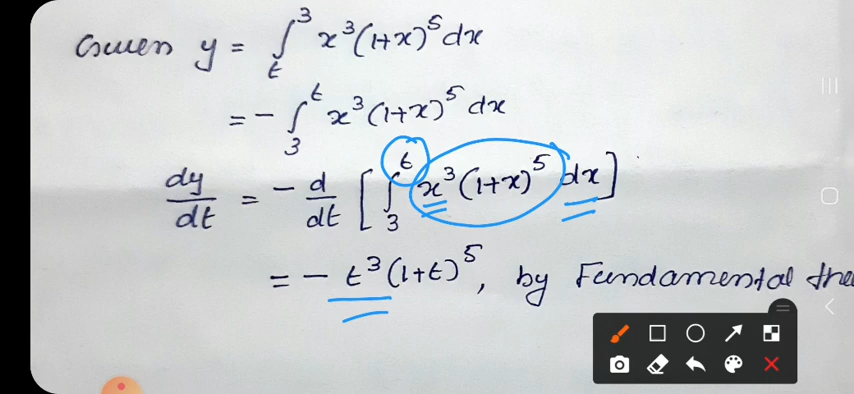 Given y = ∫_t^3 x^3(1+x)^5 dx
= - ∫_3^t x^3(1+x)^5 dx
dy/dt = - d/dt [∫_3^t x^3(1+x)^5 dx]
= - t^3(1+t)^5, by Fundamental the